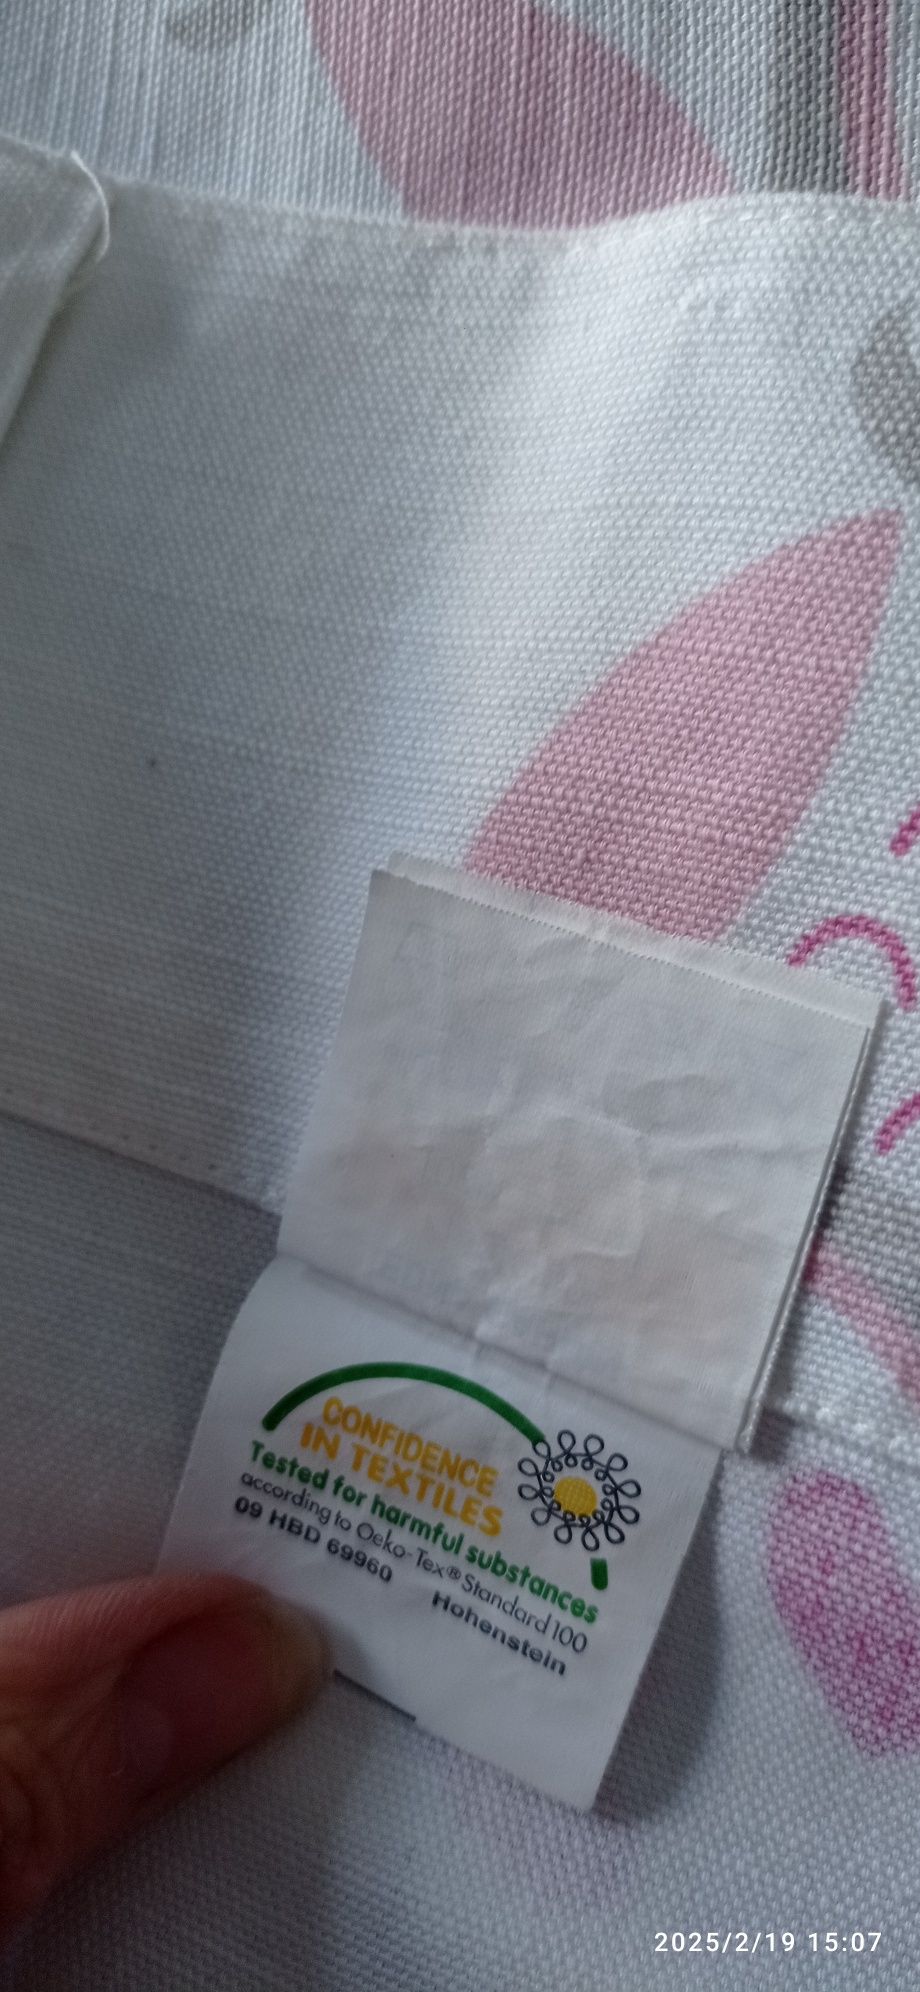 CONFIDENCE
IN TEXTILES
Tested for harmful substances
according to Oeko-Tex® Standard 100
09 HBD 69960 Hohenstein
2025/2/19 15:07